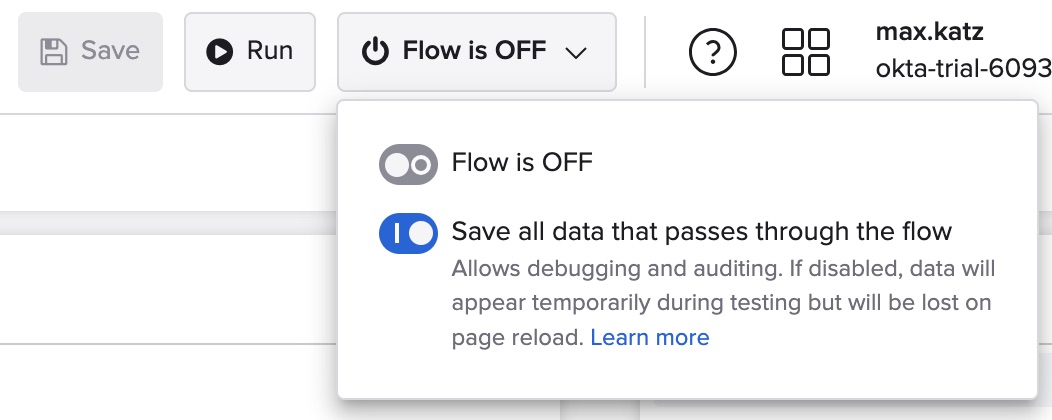 Save
Run
Flow is OFF
max.katz
okta-trial-6093
Flow is OFF
Save all data that passes through the flow
Allows debugging and auditing. If disabled, data will
appear temporarily during testing but will be lost on
page reload. Learn more